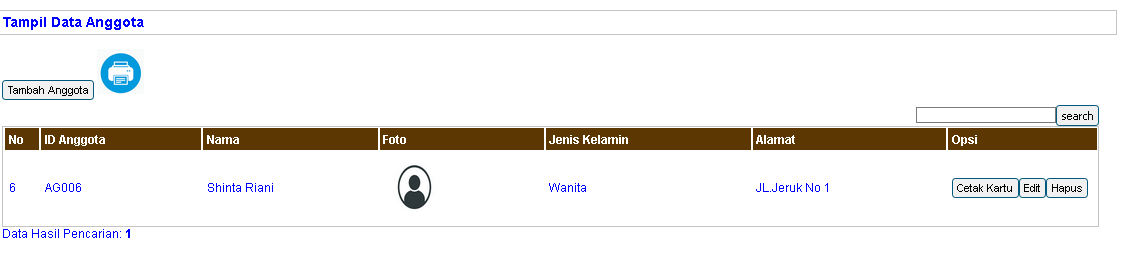 Tampil Data Anggota
Tambah Anggota
search
No ID Anggota Nama Foto Jenis Kelamin Alamat Opsi
6 AG006 Shinta Riani Wanita JL.Jeruk No 1 Cetak Kartu Edit Hapus
Data Hasil Pencarian: 1